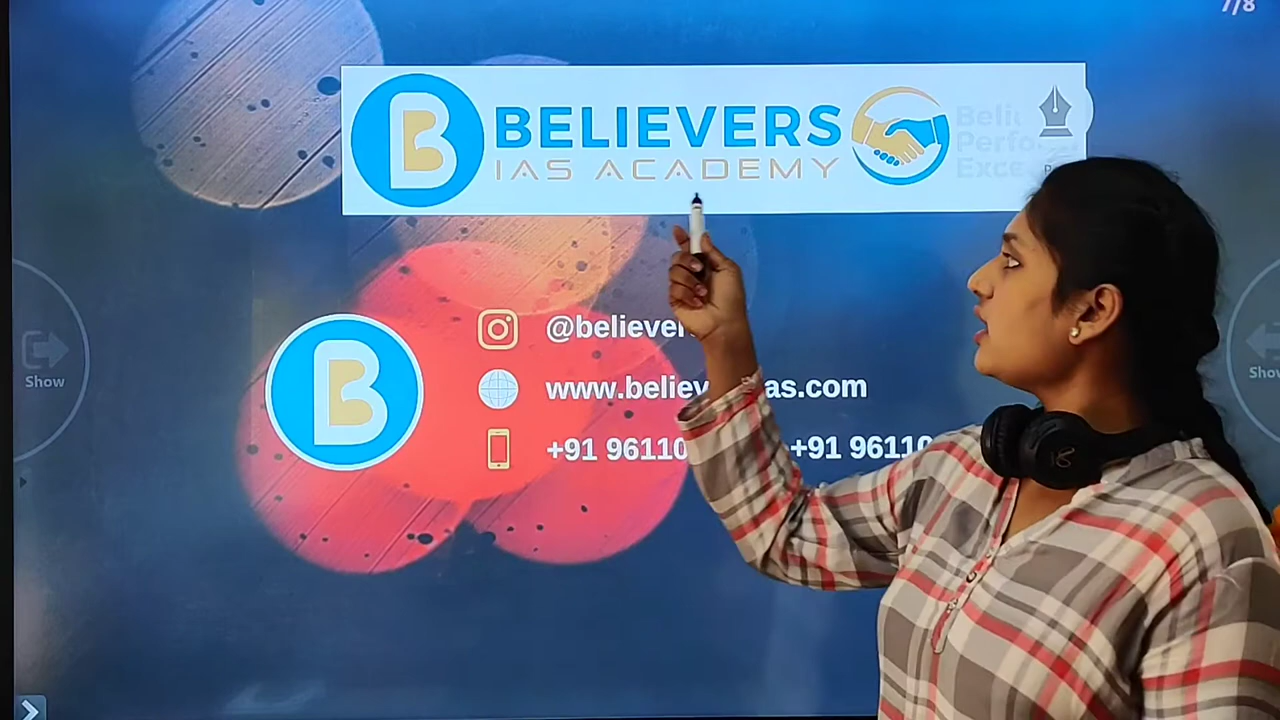 7/8
B
BELIEVERS
IAS ACADEMY
Show
@believer
www.believ as.com
B
+91 96110 +91 96110
Show